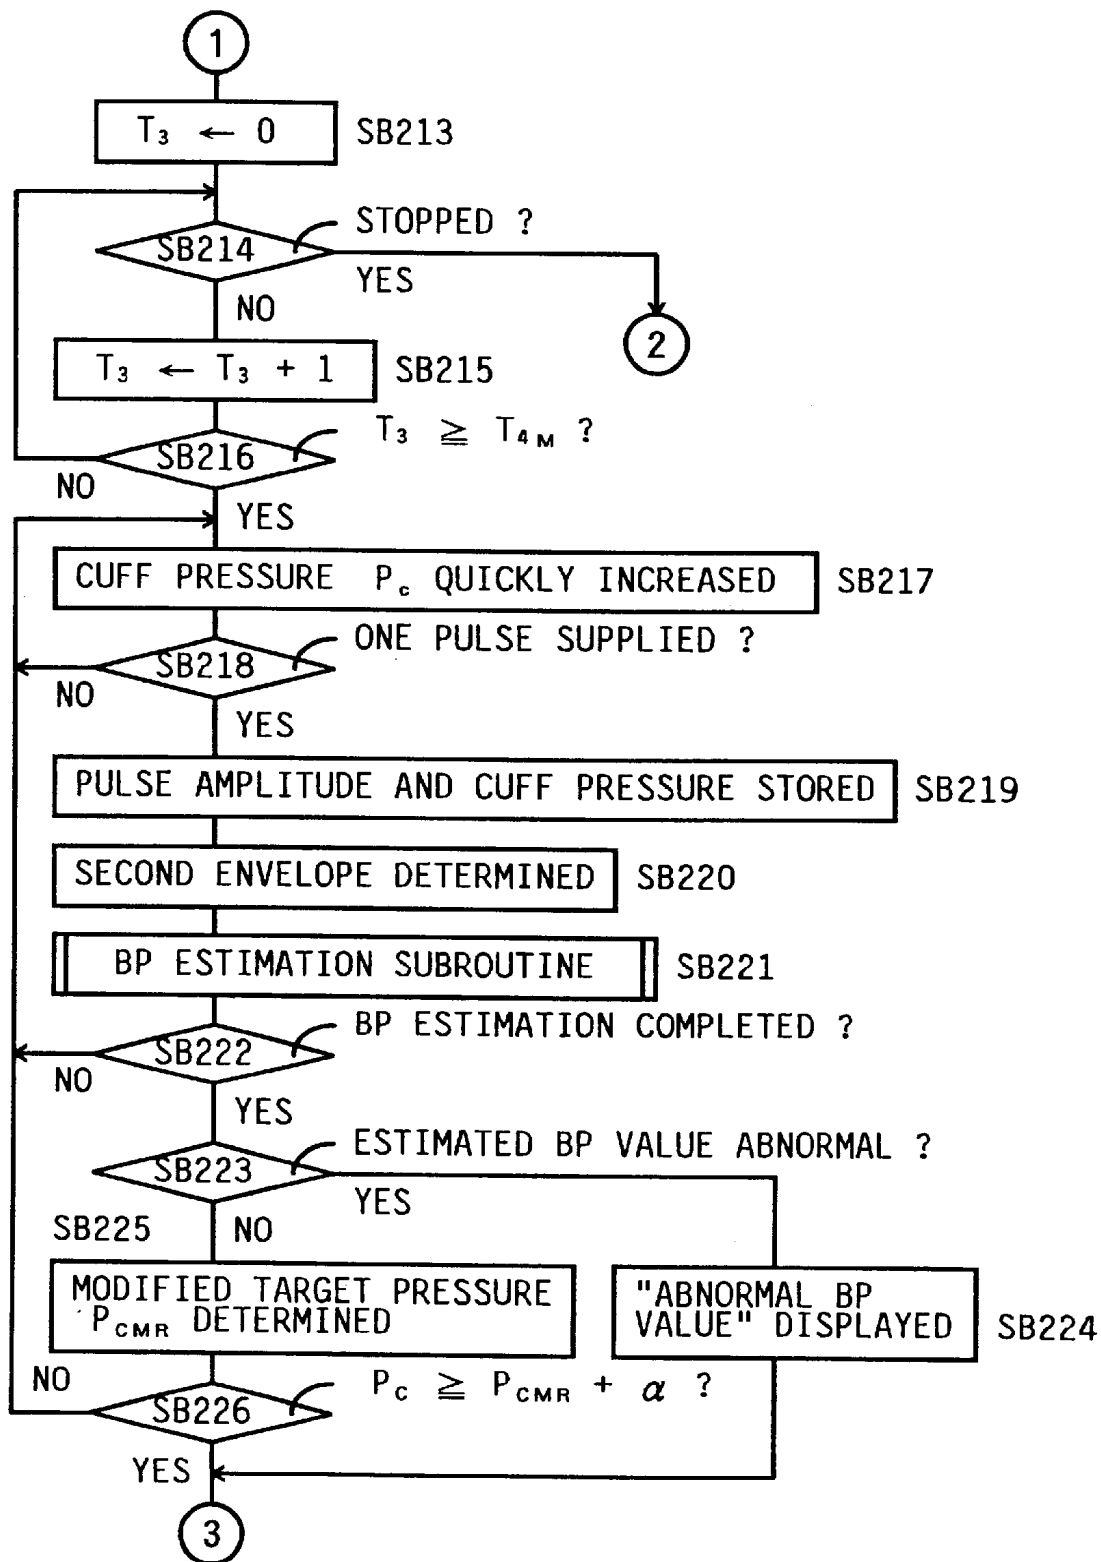 1
T₃ ← 0 SB213
STOPPED ?
SB214
YES
NO
2
T₃ ← T₃ + 1 SB215
T₃ ≧ T₄M ?
SB216
NO
YES
CUFF PRESSURE Pc QUICKLY INCREASED SB217
ONE PULSE SUPPLIED ?
SB218
NO
YES
PULSE AMPLITUDE AND CUFF PRESSURE STORED SB219
SECOND ENVELOPE DETERMINED SB220
BP ESTIMATION SUBROUTINE SB221
BP ESTIMATION COMPLETED ?
SB222
NO
YES
ESTIMATED BP VALUE ABNORMAL ?
SB223
YES
SB225 NO
MODIFIED TARGET PRESSURE
PCMR DETERMINED
"ABNORMAL BP
VALUE" DISPLAYED SB224
NO
PC ≧ PCMR + α ?
SB226
YES
3